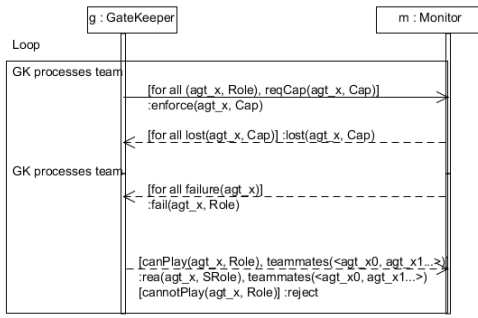 g : GateKeeper
m : Monitor
Loop
GK processes team
[for all (agt_x, Role), reqCap(agt_x, Cap)]
:enforce(agt_x, Cap)
[for all lost(agt_x, Cap)] :lost(agt_x, Cap)
GK processes team
[for all failure(agt_x)]
:fail(agt_x, Role)
[canPlay(agt_x, Role), teammates(<agt_x0, agt_x1...>)]
:rea(agt_x, SRole), teammates(<agt_x0, agt_x1...>)
[cannotPlay(agt_x, Role)] :reject